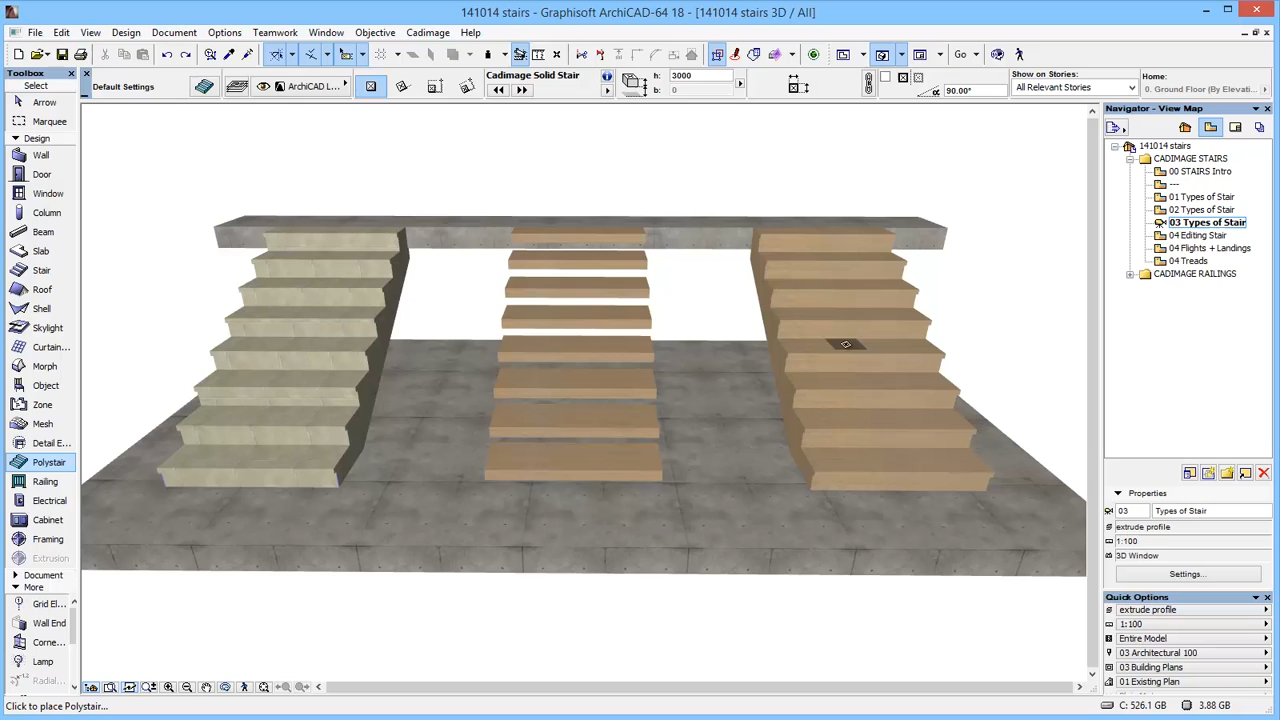 141014 stairs - Graphisoft ArchiCAD-64 18 - [141014 stairs 3D / All]
File Edit View Design Document Options Teamwork Window Objective Cadimage Help
Go
Toolbox
Select
Arrow
Marquee
Design
Wall
Door
Window
Column
Beam
Slab
Stair
Roof
Shell
Skylight
Curtain...
Morph
Object
Zone
Mesh
Detail E...
Polystair
Railing
Electrical
Cabinet
Framing
Extrusion
Document
More
Grid El...
Wall End
Corne...
Lamp
Radial...
Default Settings
ArchiCAD L...
Cadimage Solid Stair
h: 3000
b: 0
α 90.00°
Show on Stories:
All Relevant Stories
Home:
0. Ground Floor (By Elevati...
Navigator - View Map
141014 stairs
CADIMAGE STAIRS
00 STAIRS Intro
---
01 Types of Stair
02 Types of Stair
03 Types of Stair
04 Editing Stair
04 Flights + Landings
04 Treads
CADIMAGE RAILINGS
Properties
03 Types of Stair
extrude profile
1:100
3D Window
Settings...
Quick Options
extrude profile
1:100
Entire Model
03 Architectural 100
03 Building Plans
01 Existing Plan
Click to place Polystair...
C: 526.1 GB 3.88 GB